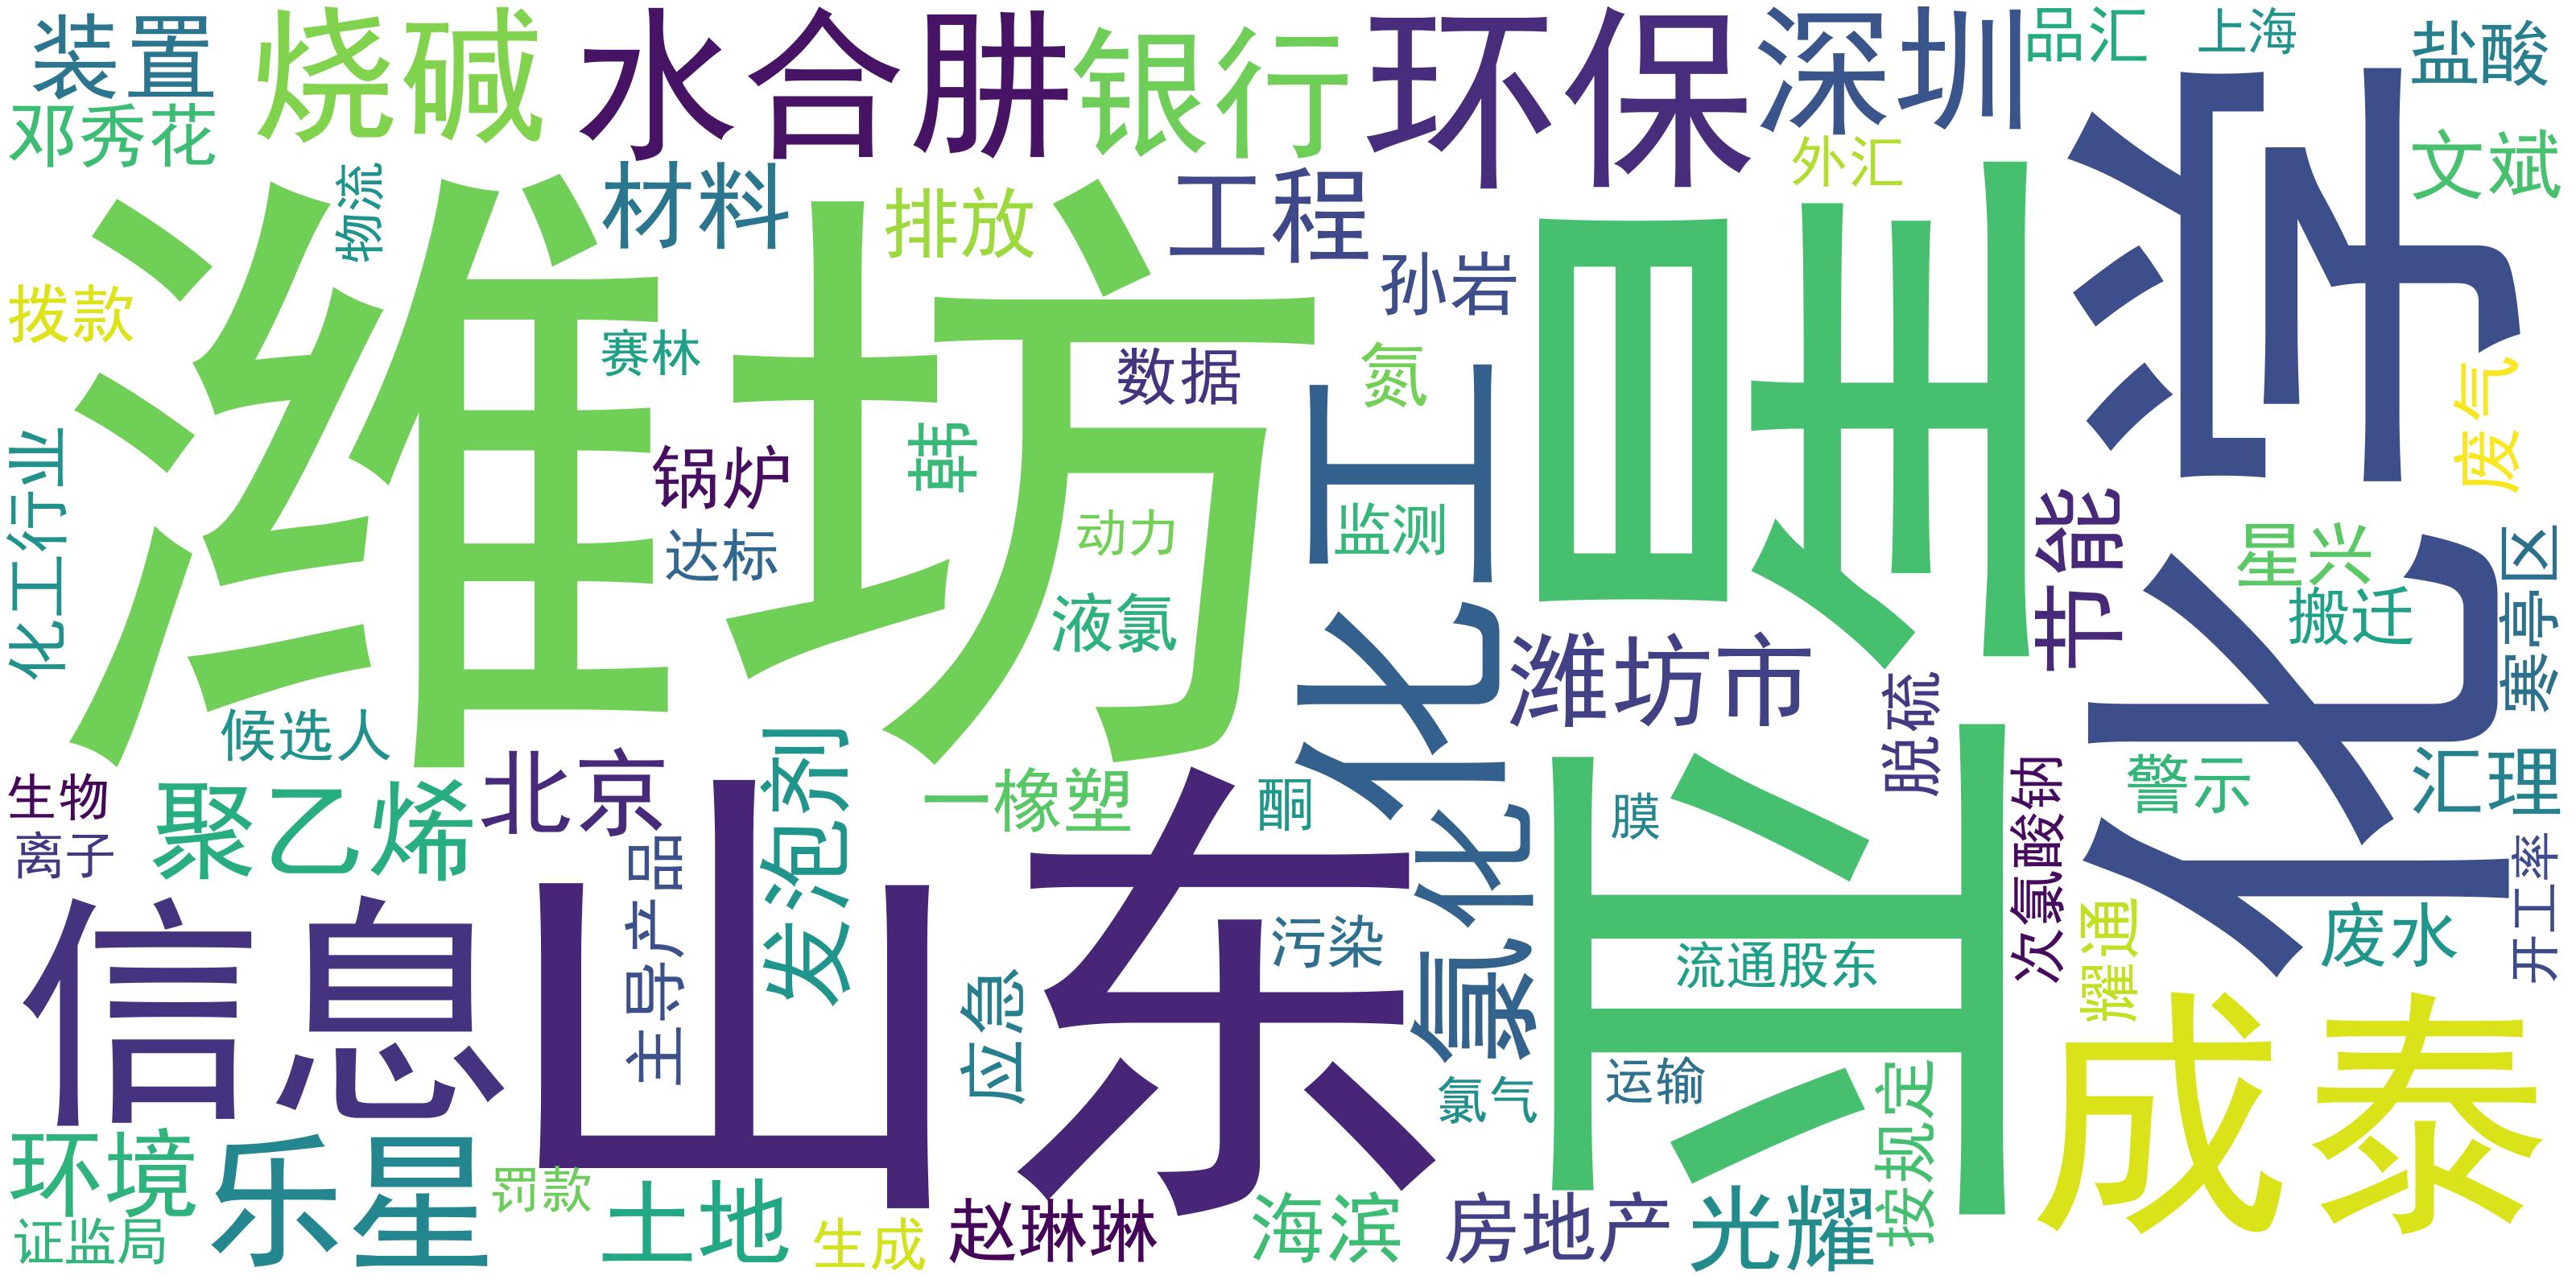 装置
烧碱
水合肼
银行
环保
深圳
品汇
上海
盐酸
邓秀花
物流
材料
排放
工程
外汇
文斌
拨款
潍坊
赛林
数据
孙岩
氮
亚星
化学
废气
化工行业
锅炉
韩
达标
动力
液氯
化工
监测
潍坊市
节能
星兴
搬迁
寒亭区
候选人
脱硫
生物
聚乙烯
北京
发泡剂
一橡塑
酮
氯化
膜
次氯酸钠
警示
汇理
离子
主导产品
山东
污染
流通股东
耀通
废水
开工率
信息
应急
氯气
运输
按规定
成泰
环境
乐星
罚款
土地
生成
赵琳琳
海滨
房地产
光耀
证监局